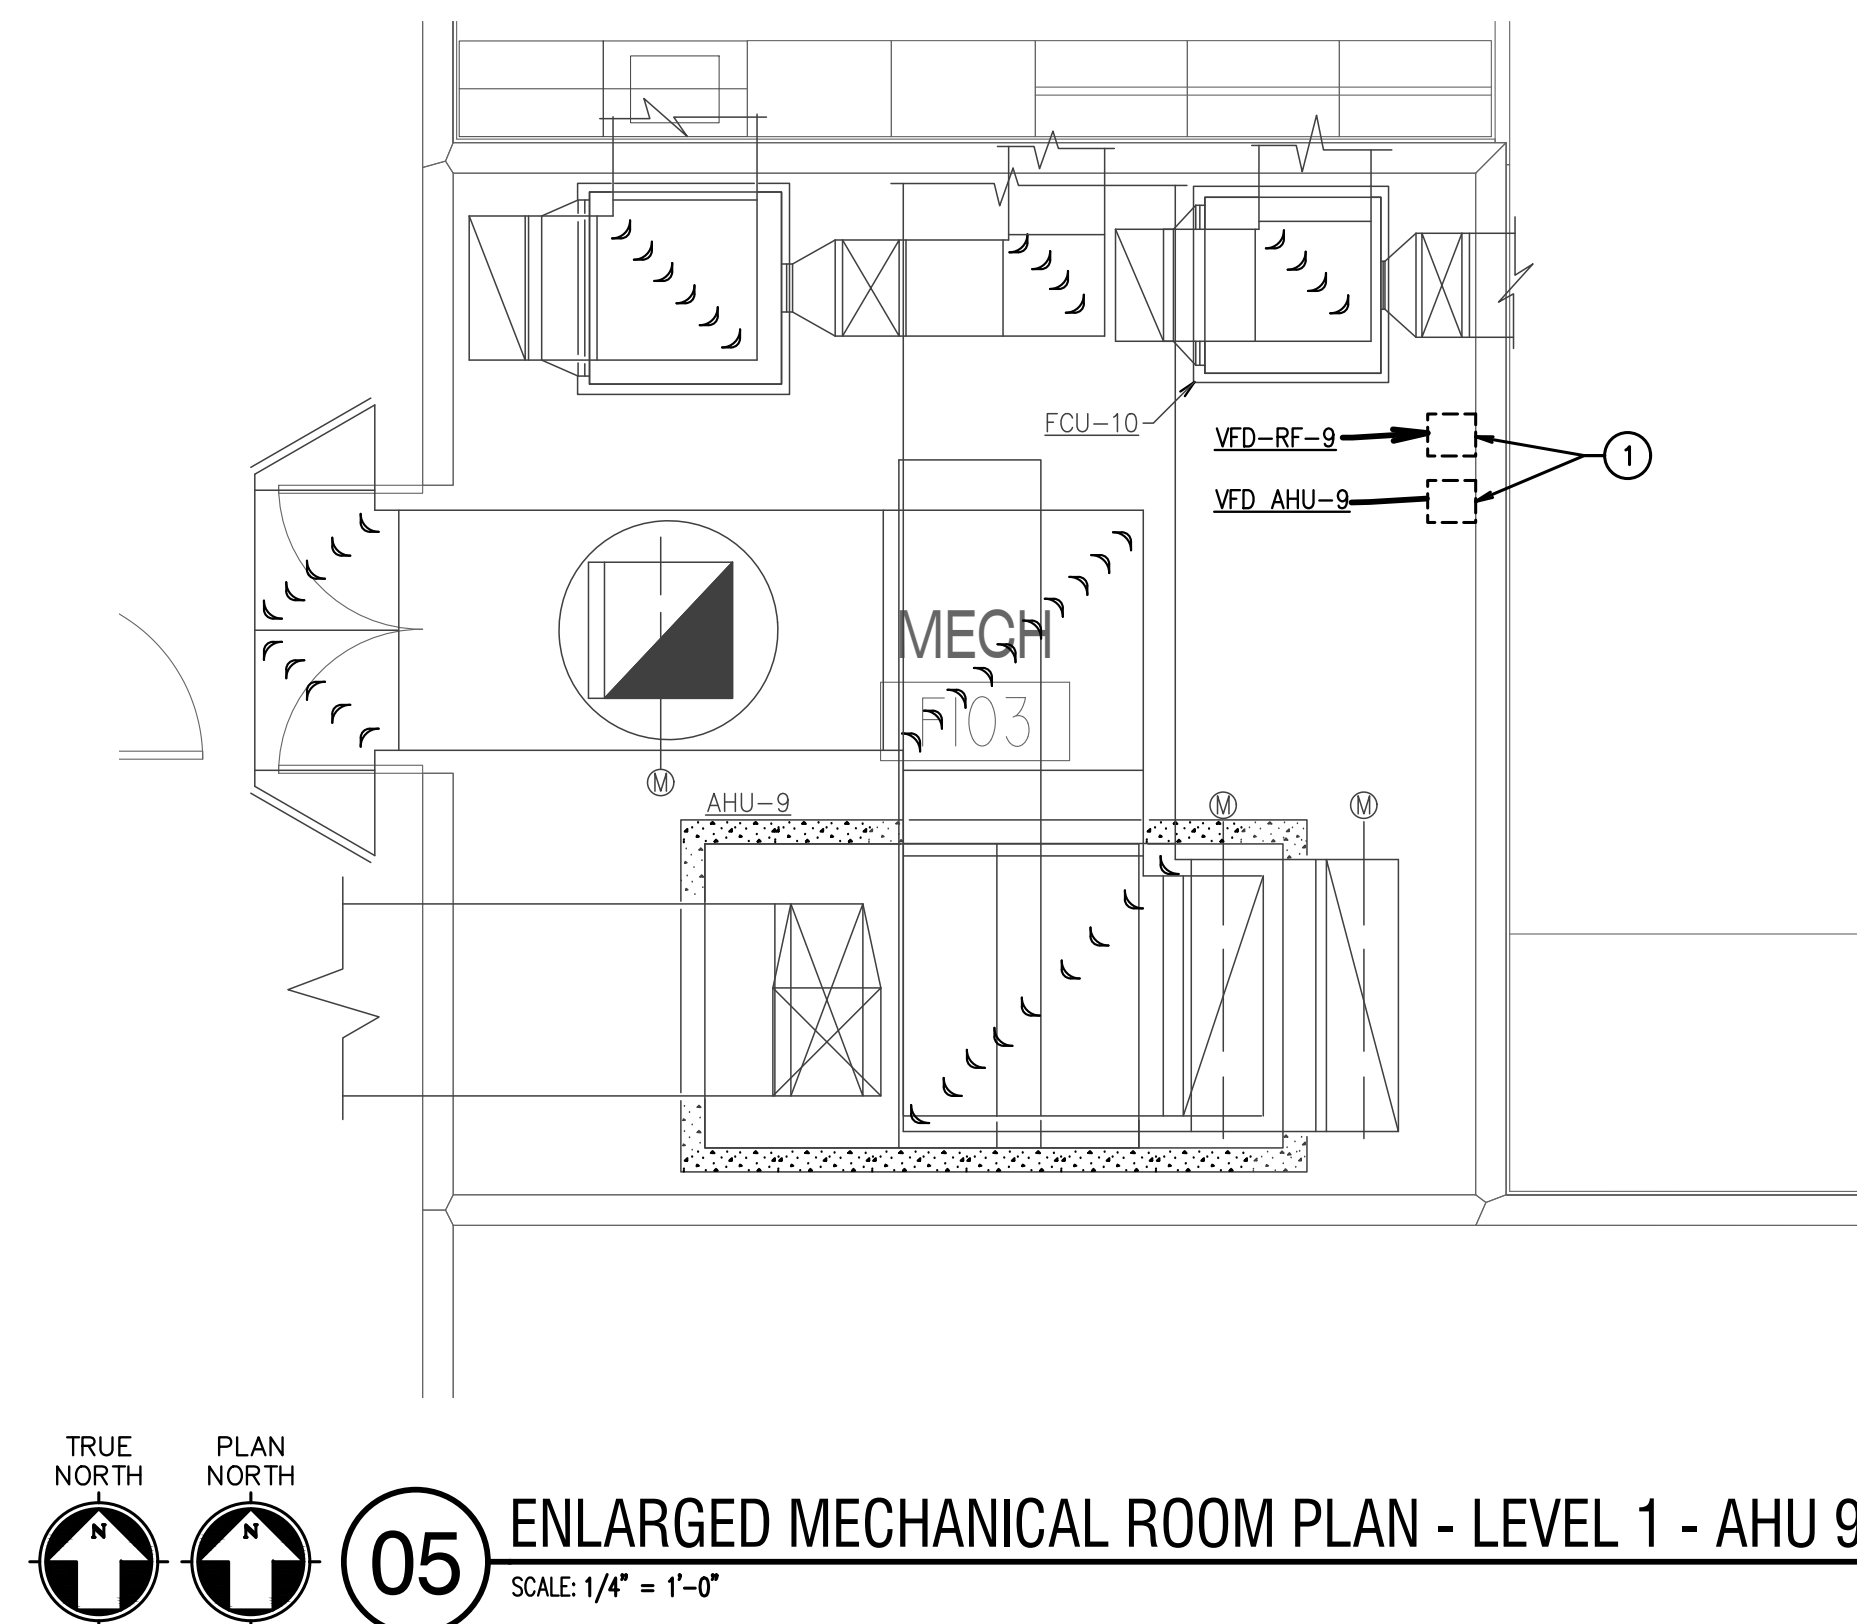 FCU-10
VFD-RF-9
1
VFD AHU-9
MECH
F103
M
AHU-9
M
M
TRUE
NORTH
PLAN
NORTH
N
N
05
ENLARGED MECHANICAL ROOM PLAN - LEVEL 1 - AHU 9
SCALE: 1/4" = 1'-0"